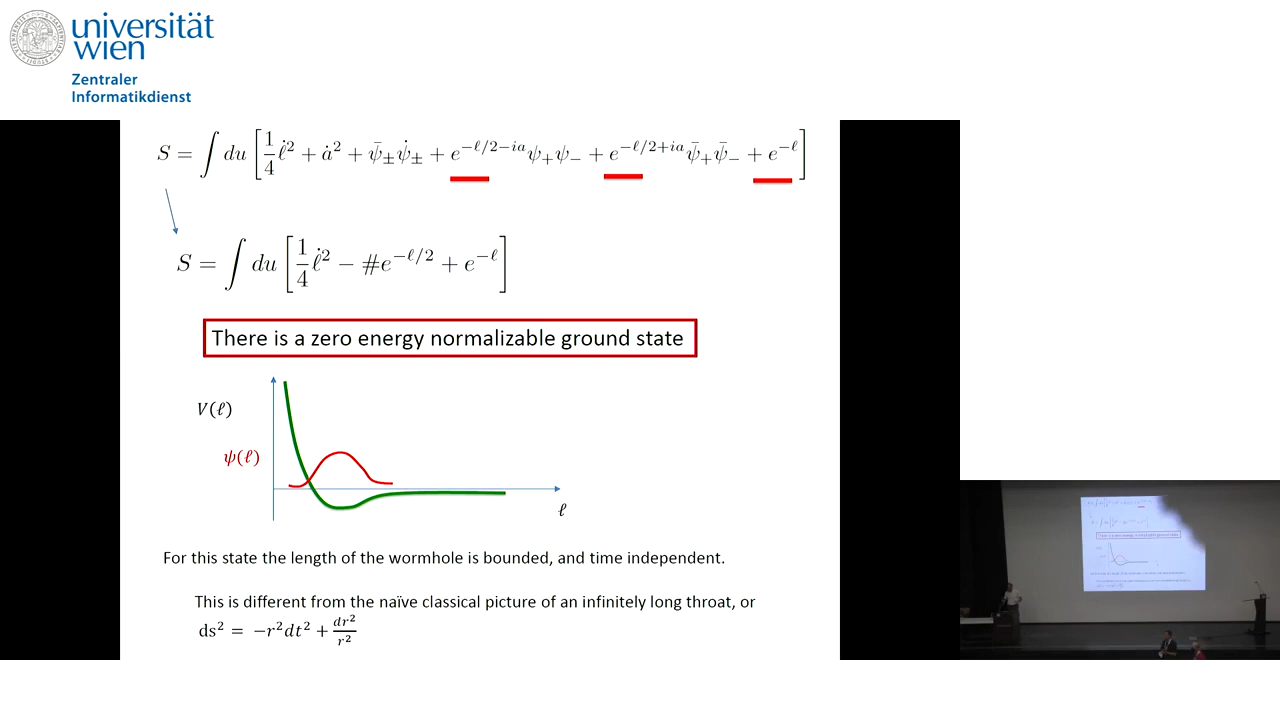 universität
wien
Zentraler
Informatikdienst
S = ∫ du [ 1/4 ℓ̇² + ȧ² + ψ̄± ψ̇± + e^{−ℓ/2−ia} ψ₊ψ₋ + e^{−ℓ/2+ia} ψ̄₊ψ̄₋ + e^{−ℓ} ]
S = ∫ du [ 1/4 ℓ̇² − #e^{−ℓ/2} + e^{−ℓ} ]
There is a zero energy normalizable ground state
V(ℓ)
ψ(ℓ)
ℓ
For this state the length of the wormhole is bounded, and time independent.
This is different from the naïve classical picture of an infinitely long throat, or
ds² = −r²dt² + dr²/r²